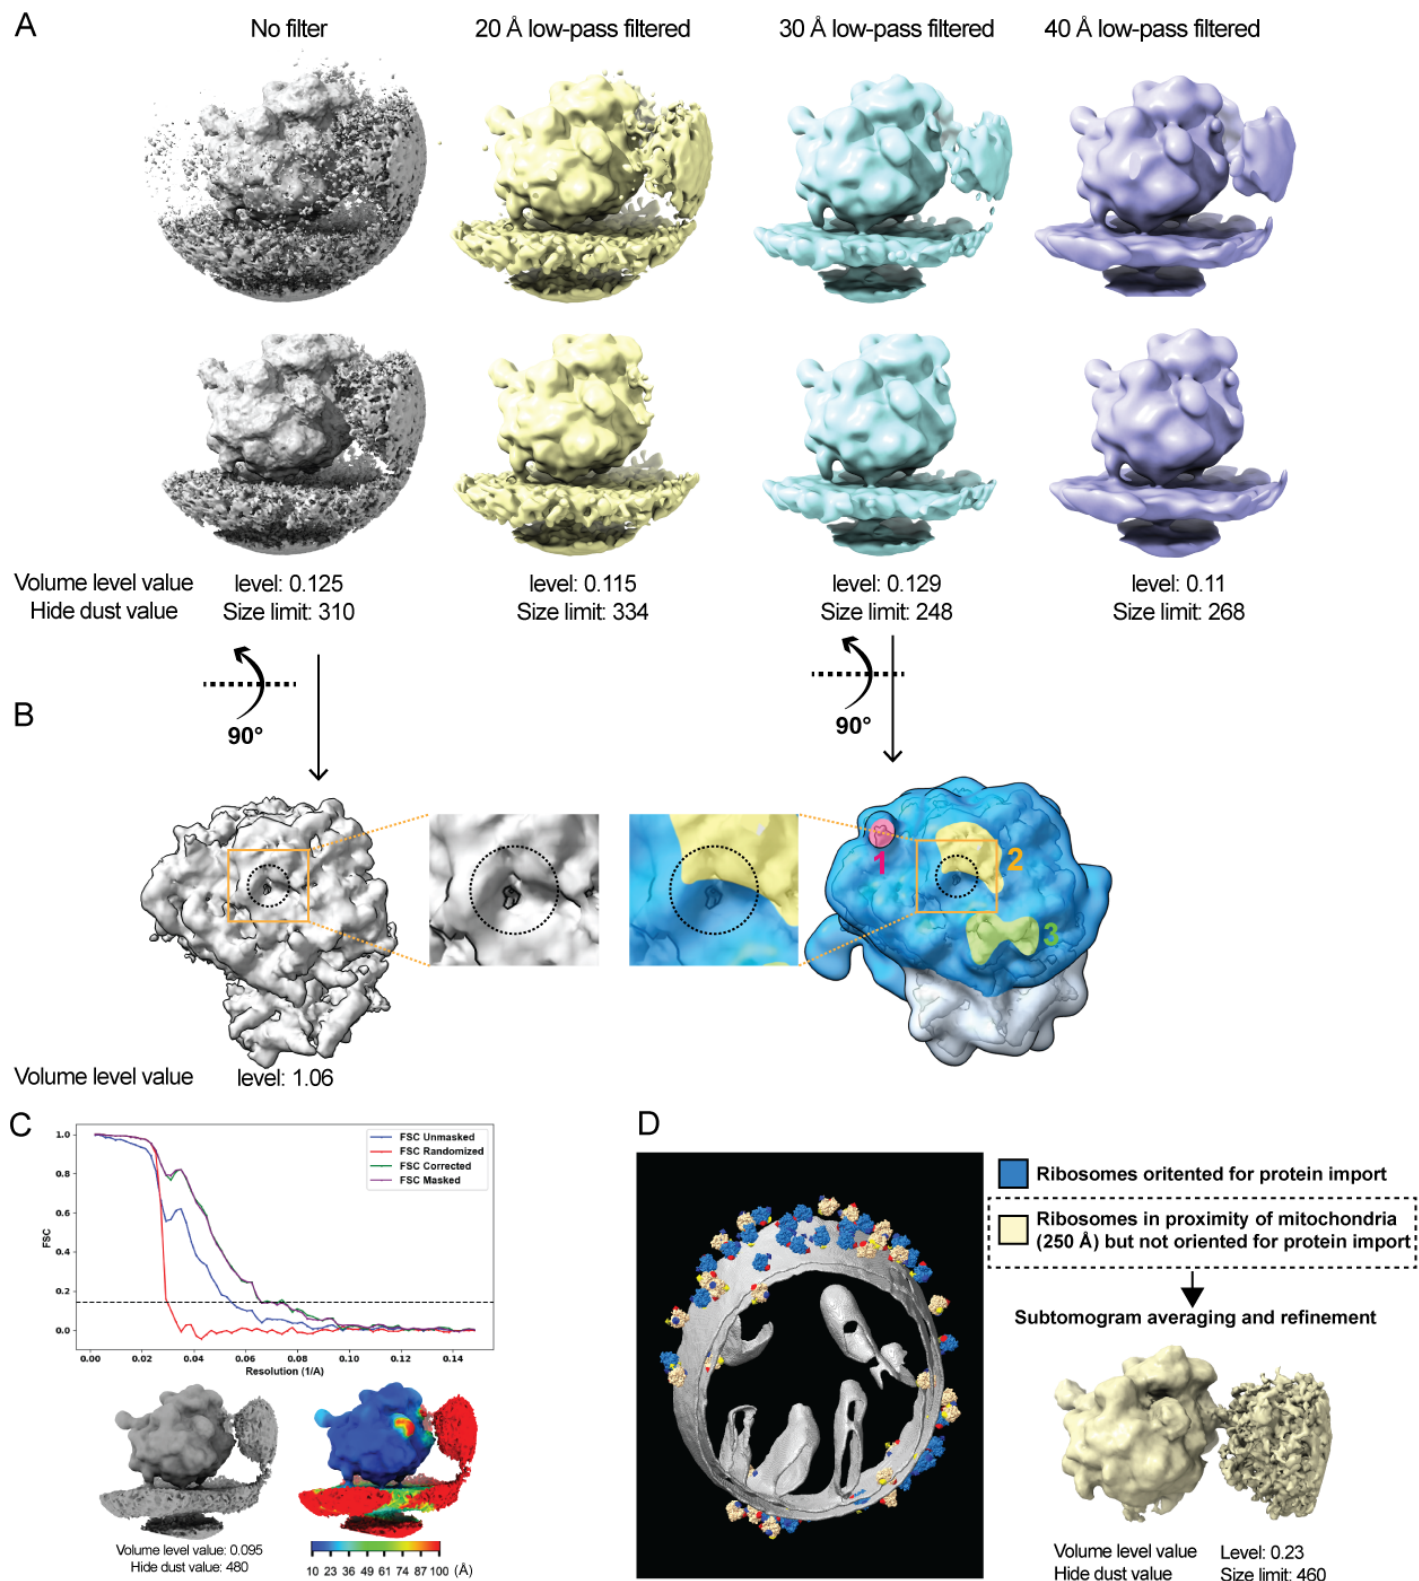 A
No filter
20 Å low-pass filtered
30 Å low-pass filtered
40 Å low-pass filtered
Volume level value
level: 0.125
level: 0.115
level: 0.129
level: 0.11
Hide dust value
Size limit: 310
Size limit: 334
Size limit: 248
Size limit: 268
90°
90°
B
1
2
3
Volume level value
level: 1.06
C
FSC Unmasked
FSC Randomized
FSC Corrected
FSC Masked
1.0
0.8
0.6
0.4
0.2
0.0
FSC
0.00
0.02
0.04
0.06
0.08
0.10
0.12
0.14
Resolution (1/A)
Volume level value: 0.095
Hide dust value: 480
10 23 36 49 61 74 87 100 (Å)
D
Ribosomes oritented for protein import
Ribosomes in proximity of mitochondria
(250 Å) but not oriented for protein import
Subtomogram averaging and refinement
Volume level value
Level: 0.23
Hide dust value
Size limit: 460